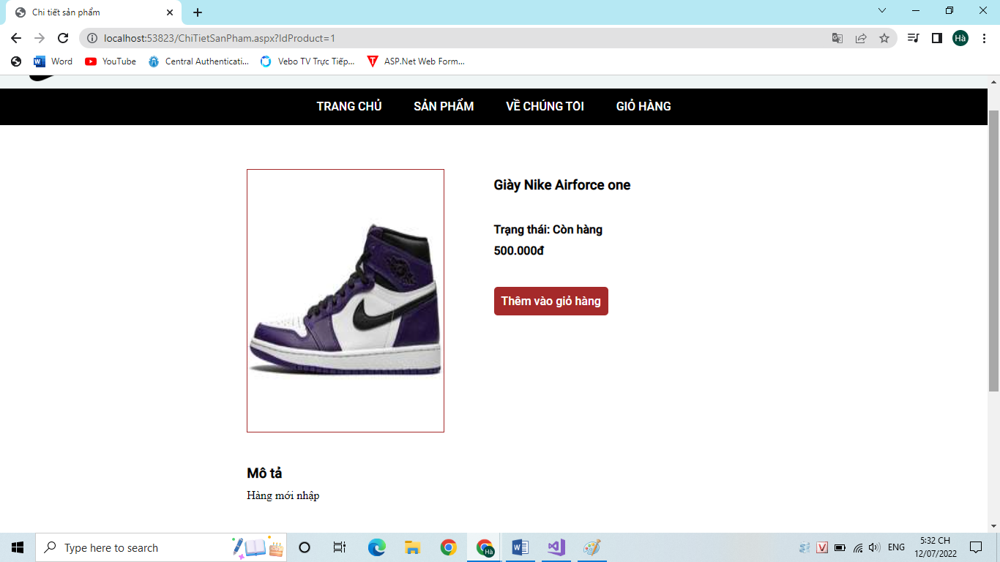 Chi tiết sản phẩm
localhost:53823/ChiTietSanPham.aspx?IdProduct=1
Hà
Word
YouTube
Central Authenticati...
Vebo TV Trực Tiếp...
ASP.Net Web Form...
TRANG CHỦ
SẢN PHẨM
VỀ CHÚNG TÔI
GIỎ HÀNG
Giày Nike Airforce one
Trạng thái: Còn hàng
500.000đ
Thêm vào giỏ hàng
Mô tả
Hàng mới nhập
Type here to search
Hà
ENG
5:32 CH
12/07/2022